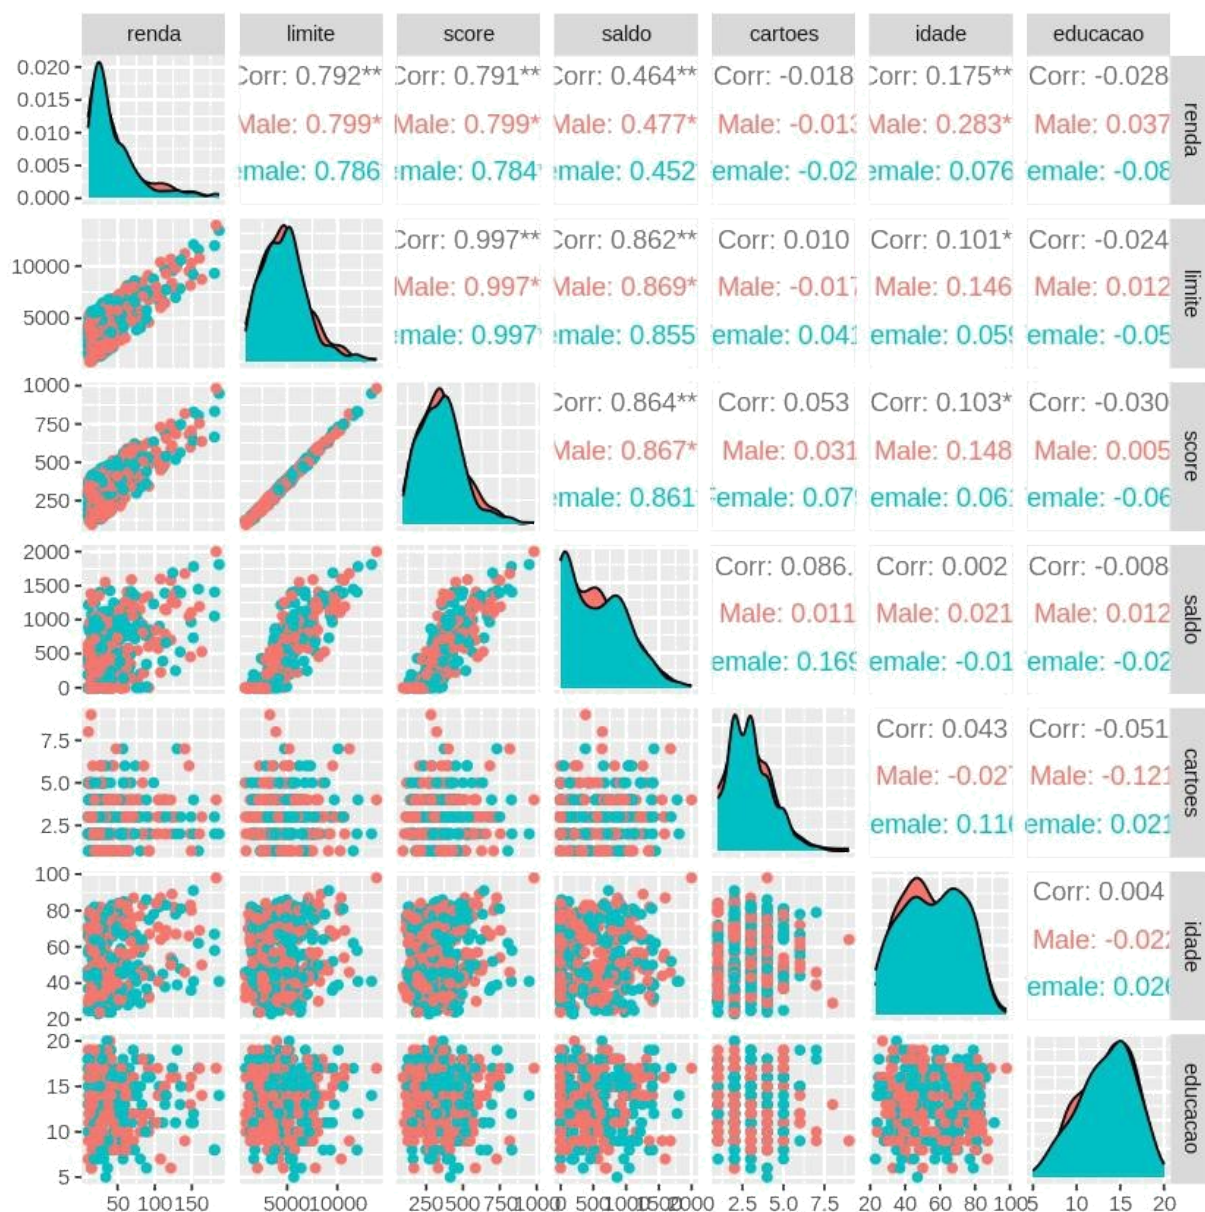 renda limite score saldo cartoes idade educacao
0.020 Corr: 0.792** Corr: 0.791** Corr: 0.464** Corr: -0.018 Corr: 0.175** Corr: -0.028
0.015
0.010 Male: 0.799* Male: 0.799* Male: 0.477* Male: -0.013 Male: 0.283* Male: 0.037
renda
0.005 emale: 0.786 emale: 0.784* emale: 0.452 emale: -0.02 emale: 0.076 emale: -0.08
0.000
Corr: 0.997** Corr: 0.862** Corr: 0.010 Corr: 0.101* Corr: -0.024
10000 Male: 0.997* Male: 0.869* Male: -0.017 Male: 0.146 Male: 0.012
limite
5000 emale: 0.997* emale: 0.855 emale: 0.041 emale: 0.059 emale: -0.05
1000 Corr: 0.864** Corr: 0.053 Corr: 0.103* Corr: -0.030
750
500 Male: 0.867* Male: 0.031 Male: 0.148 Male: 0.005
score
250 emale: 0.861 Female: 0.079 emale: 0.06 emale: -0.06
2000 Corr: 0.086. Corr: 0.002 Corr: -0.008
1500
1000 Male: 0.011 Male: 0.021 Male: 0.012
saldo
500 emale: 0.169 emale: -0.01 emale: -0.02
0
7.5 Corr: 0.043 Corr: -0.051
5.0 Male: -0.02 Male: -0.121
cartoes
2.5 emale: 0.110 emale: 0.021
100 Corr: 0.004
80
60 Male: -0.022
idade
40 emale: 0.026
20
20
15
educacao
10
5
50 100 150 5000 10000 250 500 750 1000 0 500 1000 1500 2000 2.5 5.0 7.5 20 40 60 80 100 5 10 15 20